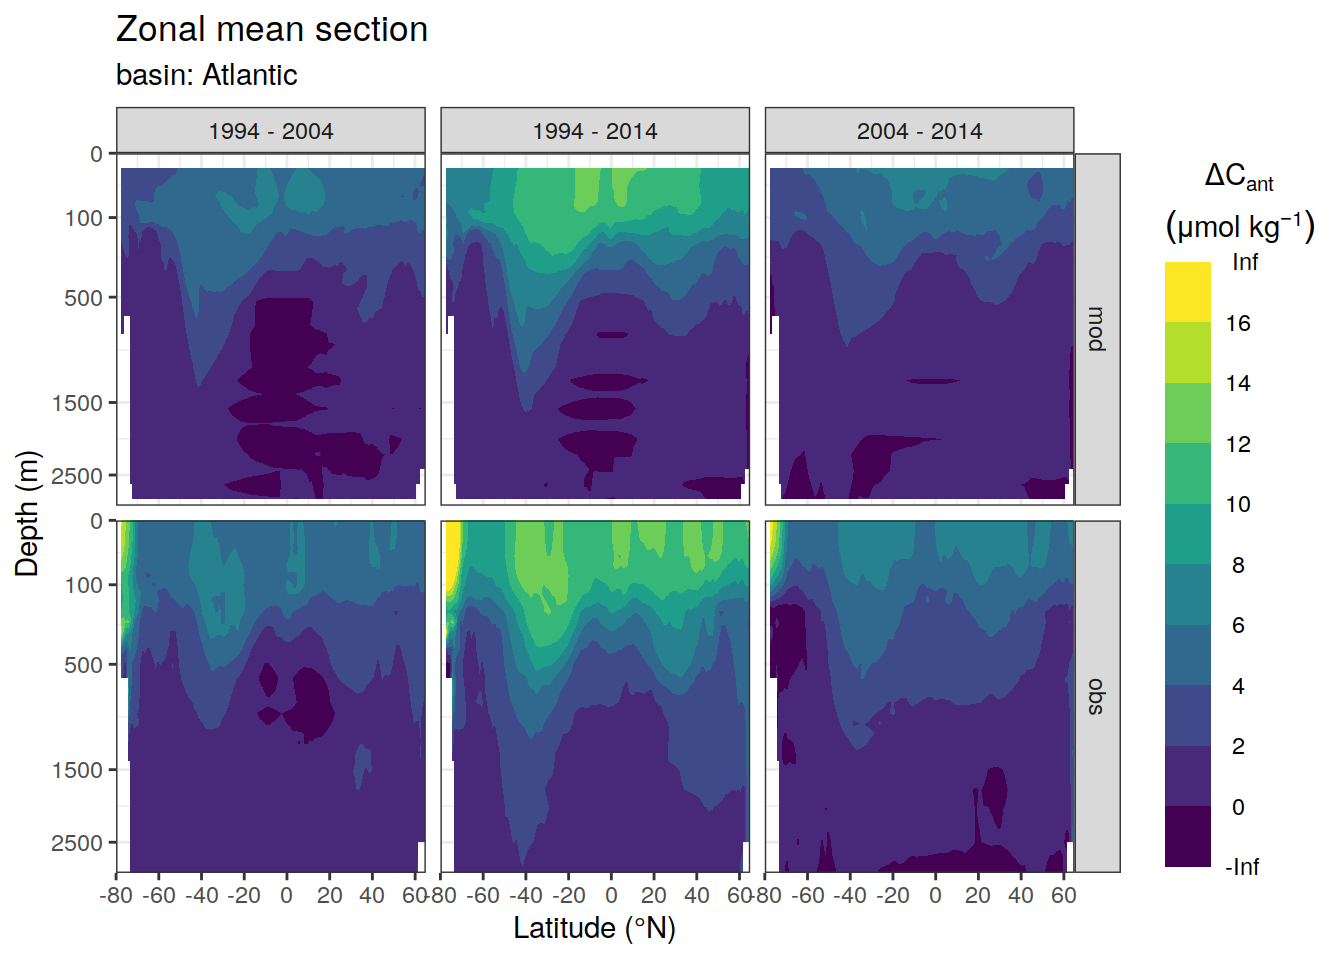 Zonal mean section
basin: Atlantic
1994 - 2004
1994 - 2014
2004 - 2014
0
100
500
1500
2500
mod
0
100
500
1500
2500
obs
Depth (m)
-80 -60 -40 -20 0 20 40 60
-80 -60 -40 -20 0 20 40 60
-80 -60 -40 -20 0 20 40 60
Latitude (°N)
ΔCant
(μmol kg⁻¹)
Inf
16
14
12
10
8
6
4
2
0
-Inf